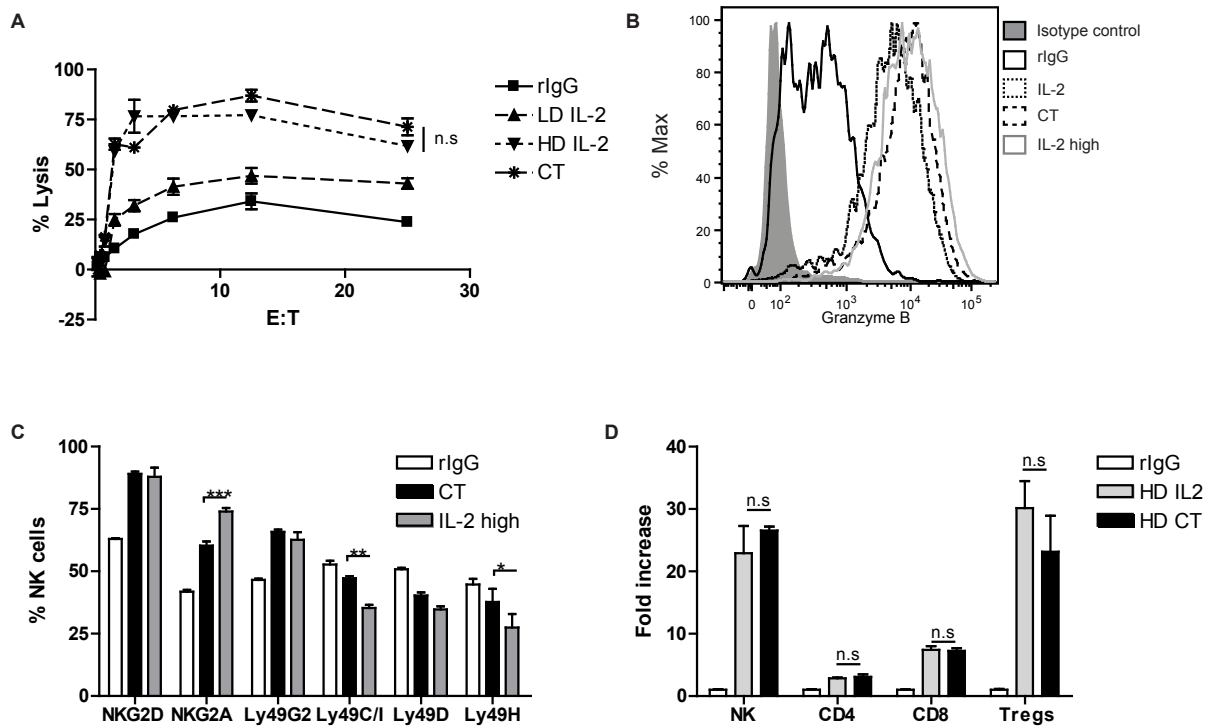 A
100
75
50
25
0
-25
% Lysis
10
20
30
E:T
n.s
rIgG
LD IL-2
HD IL-2
CT
B
100
80
60
40
20
0
% Max
0
10²
10³
10⁴
10⁵
Granzyme B
Isotype control
rIgG
IL-2
CT
IL-2 high
C
100
75
50
25
0
% NK cells
***
**
*
rIgG
CT
IL-2 high
NKG2D NKG2A Ly49G2 Ly49C/I Ly49D Ly49H
D
40
30
20
10
0
Fold increase
n.s
n.s
n.s
n.s
rIgG
HD IL2
HD CT
NK CD4 CD8 Tregs